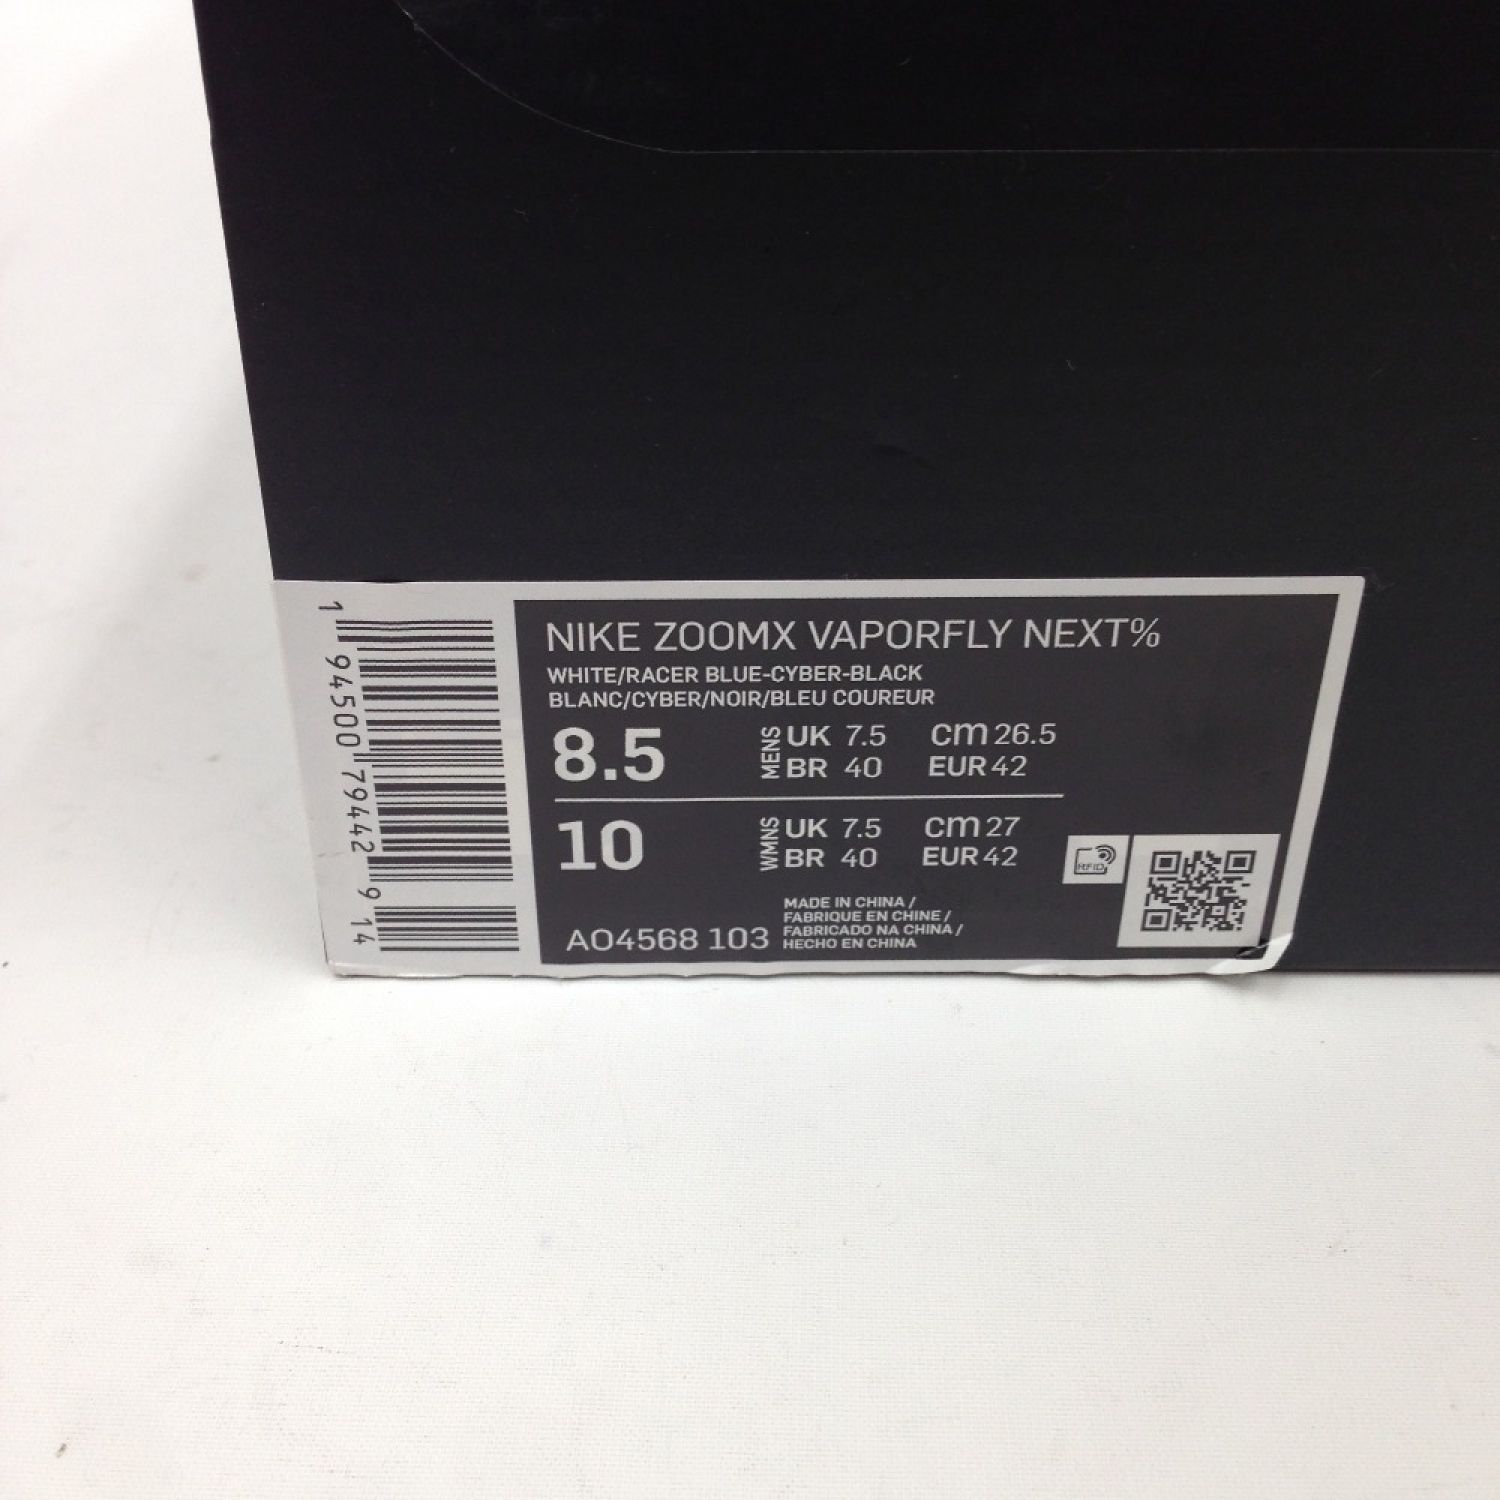 1 94500 79442 9 14
NIKE ZOOMX VAPORFLY NEXT%
WHITE/RACER BLUE-CYBER-BLACK
BLANC/CYBER/NOIR/BLEU COUREUR
8.5 MENS UK 7.5 cm 26.5
BR 40 EUR 42
10 WMNS UK 7.5 cm 27
BR 40 EUR 42
RFID
MADE IN CHINA /
FABRIQUE EN CHINE /
FABRICADO NA CHINA /
HECHO EN CHINA
AO4568 103